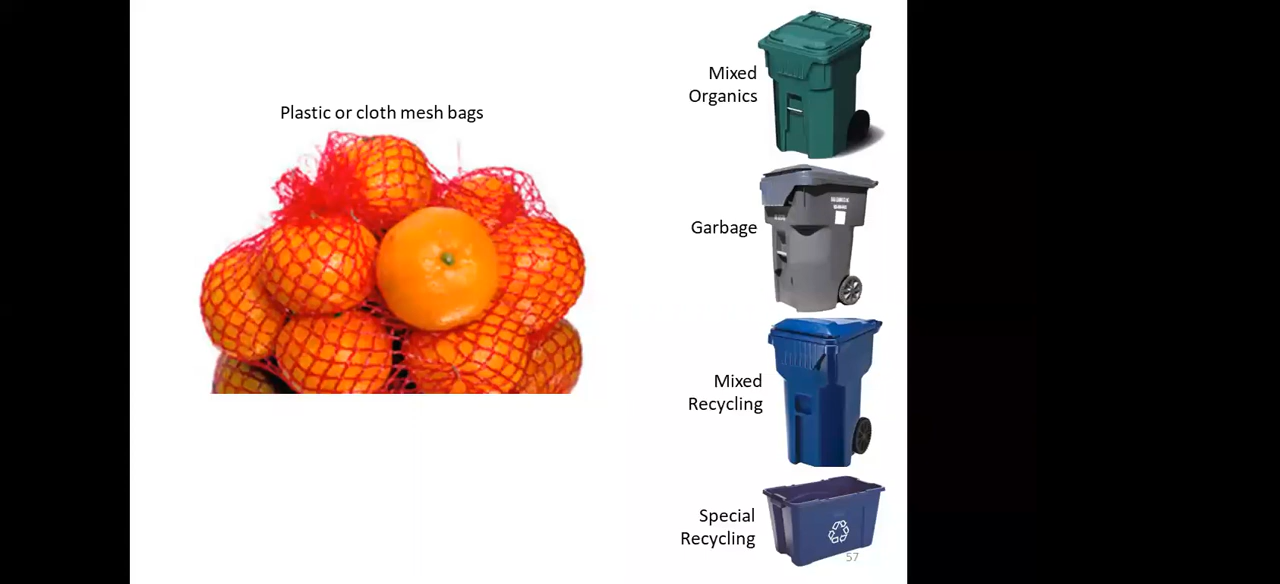 Plastic or cloth mesh bags
Mixed
Organics
Garbage
Mixed
Recycling
Special
Recycling
57